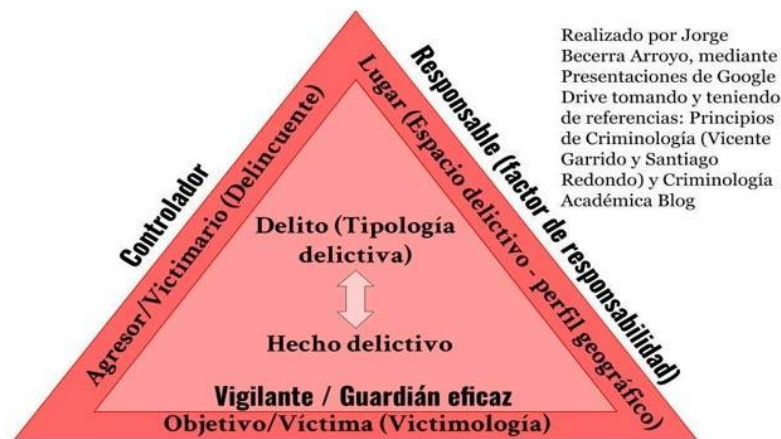 Realizado por Jorge
Becerra Arroyo, mediante
Presentaciones de Google
Drive tomando y teniendo
de referencias: Principios
de Criminología (Vicente
Garrido y Santiago
Redondo) y Criminología
Académica Blog
Controlador
Agresor/Victimario (Delincuente)
Lugar (Espacio delictivo - perfil geográfico)
Responsable (factor de responsabilidad)
Delito (Tipología
delictiva)
Hecho delictivo
Vigilante / Guardián eficaz
Objetivo/Víctima (Victimología)